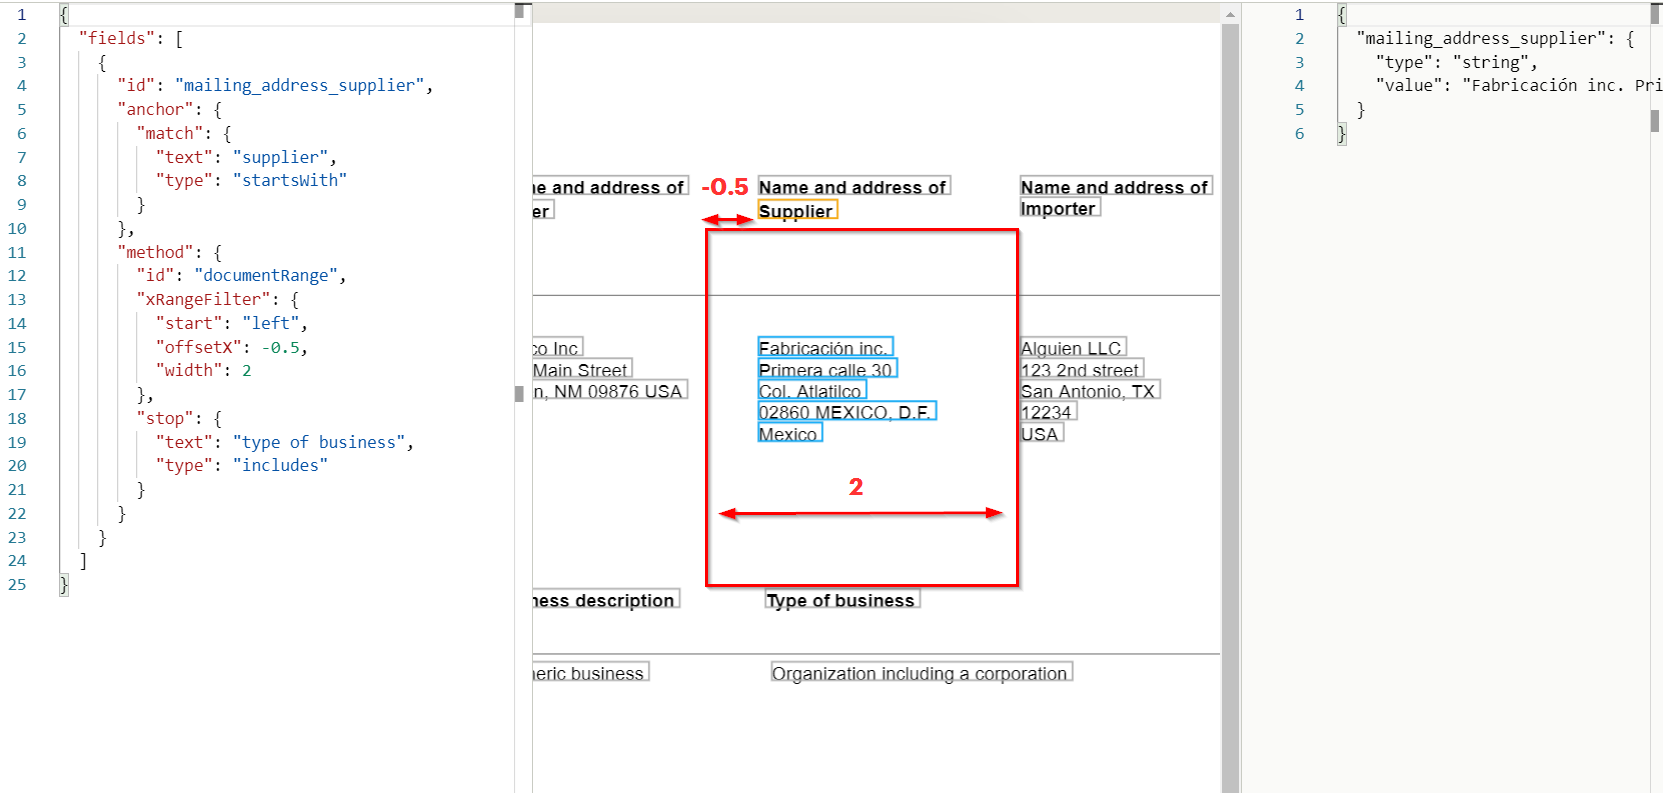 1 {
2 "fields": [
3 {
4 "id": "mailing_address_supplier",
5 "anchor": {
6 "match": {
7 "text": "supplier",
8 "type": "startsWith"
9 }
10 },
11 "method": {
12 "id": "documentRange",
13 "xRangeFilter": {
14 "start": "left",
15 "offsetX": -0.5,
16 "width": 2
17 },
18 "stop": {
19 "text": "type of business",
20 "type": "includes"
21 }
22 }
23 }
24 ]
25 }
and address of
-0.5
Name and address of
Supplier
Name and address of
Importer
Inc
Main Street
NM 09876 USA
Fabricación inc.
Primera calle 30
Col. Atlatilco
02860 MEXICO, D.F.
Mexico
Alguien LLC
123 2nd street
San Antonio, TX
12234
USA
2
description
Type of business
business
Organization including a corporation
1 {
2 "mailing_address_supplier": {
3 "type": "string",
4 "value": "Fabricación inc. Pri
5 }
6 }